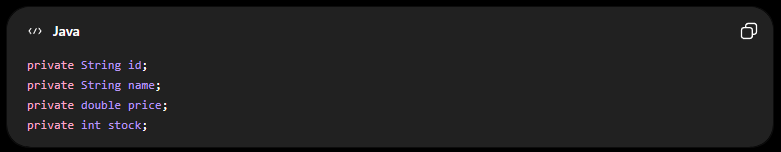 </> Java
private String id;
private String name;
private double price;
private int stock;